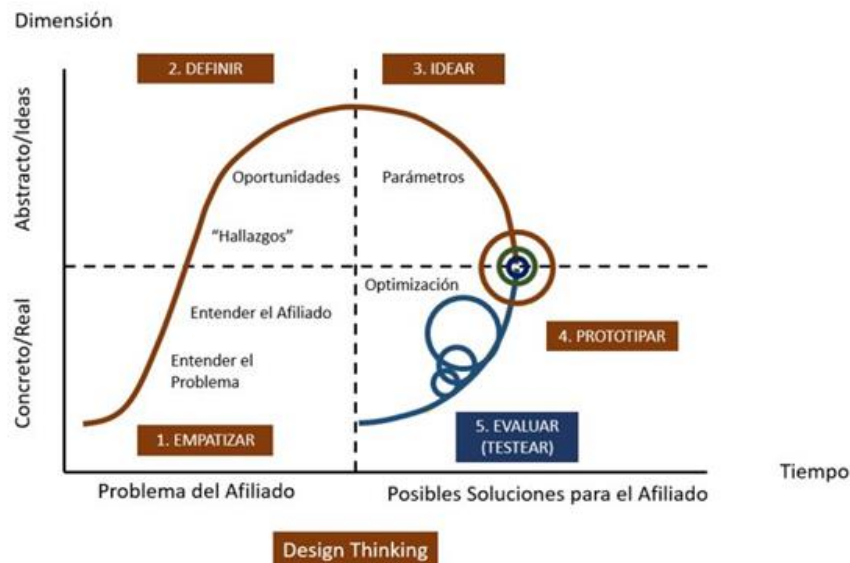 Dimensión
2. DEFINIR
3. IDEAR
Abstracto/Ideas
Oportunidades
Parámetros
“Hallazgos”
Optimización
Concreto/Real
Entender el Afiliado
Entender el
Problema
4. PROTOTIPAR
1. EMPATIZAR
5. EVALUAR
(TESTEAR)
Tiempo
Problema del Afiliado
Posibles Soluciones para el Afiliado
Design Thinking